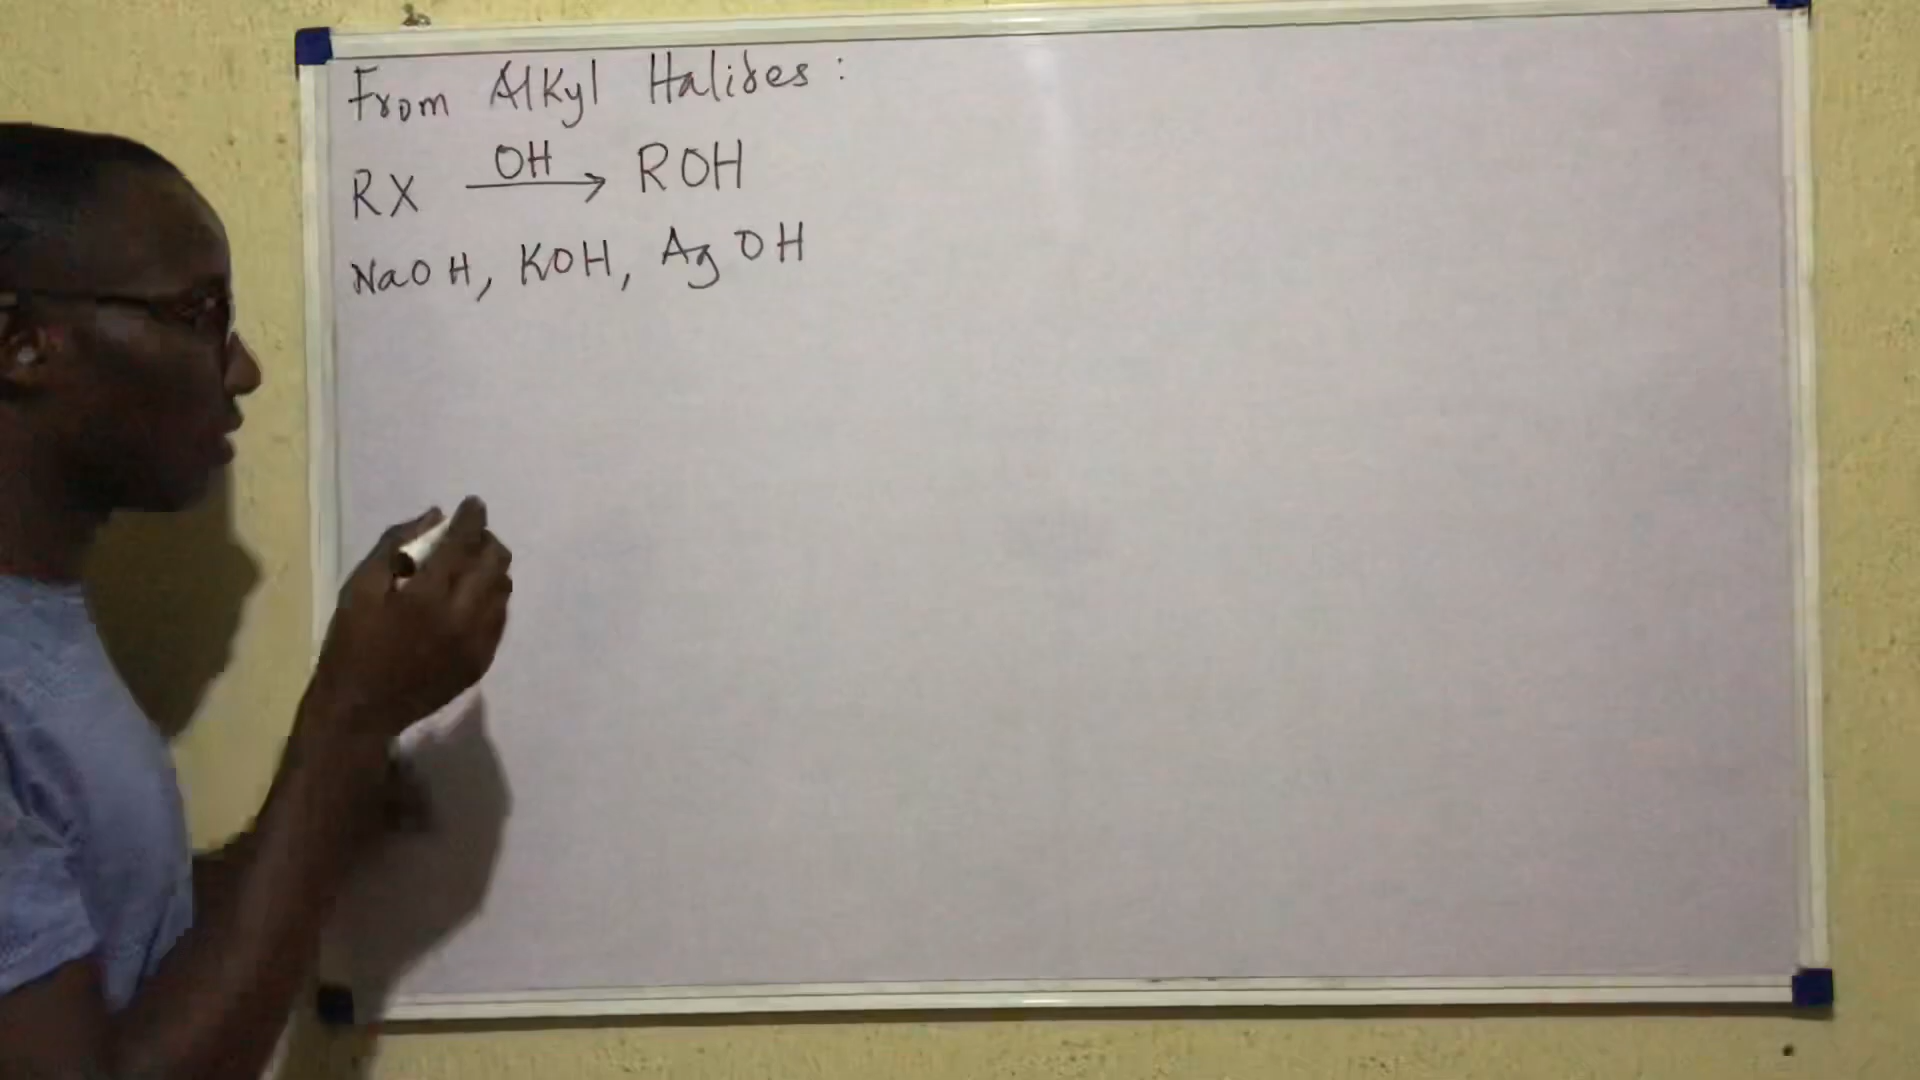 From Alkyl Halides:
RX OH → ROH
NaOH, KOH, AgOH